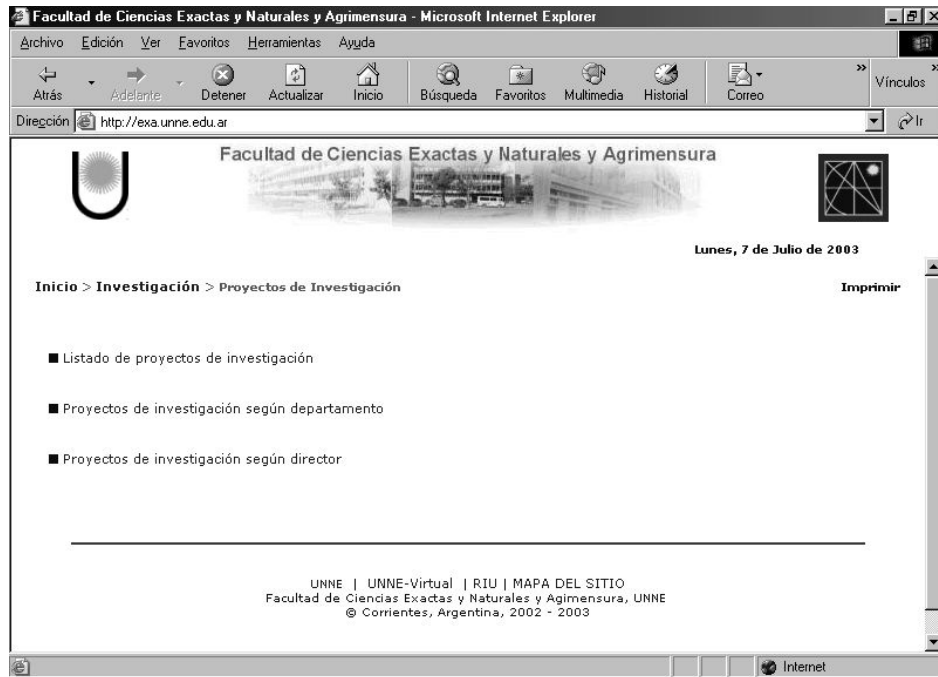 Facultad de Ciencias Exactas y Naturales y Agrimensura - Microsoft Internet Explorer
Archivo Edición Ver Favoritos Herramientas Ayuda
Atrás Adelante Detener Actualizar Inicio Búsqueda Favoritos Multimedia Historial Correo » Vínculos »
Dirección http://exa.unne.edu.ar Ir
Facultad de Ciencias Exactas y Naturales y Agrimensura
Lunes, 7 de Julio de 2003
Inicio > Investigación > Proyectos de Investigación Imprimir
Listado de proyectos de investigación
Proyectos de investigación según departamento
Proyectos de investigación según director
UNNE | UNNE-Virtual | RIU | MAPA DEL SITIO
Facultad de Ciencias Exactas y Naturales y Agimensura, UNNE
© Corrientes, Argentina, 2002 - 2003
Internet